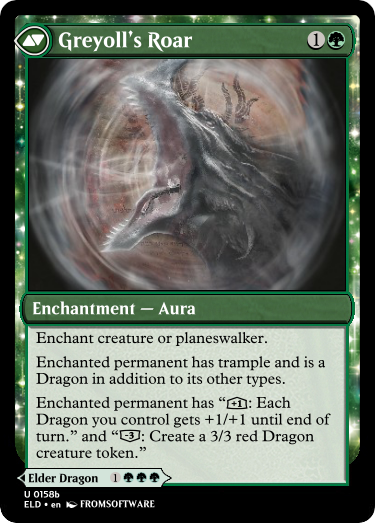 Greyoll's Roar 1
Enchantment — Aura
Enchant creature or planeswalker.
Enchanted permanent has trample and is a
Dragon in addition to its other types.
Enchanted permanent has “+1: Each
Dragon you control gets +1/+1 until end of
turn.” and “-3: Create a 3/3 red Dragon
creature token.”
Elder Dragon 1
U 0158b
ELD • en FROMSOFTWARE